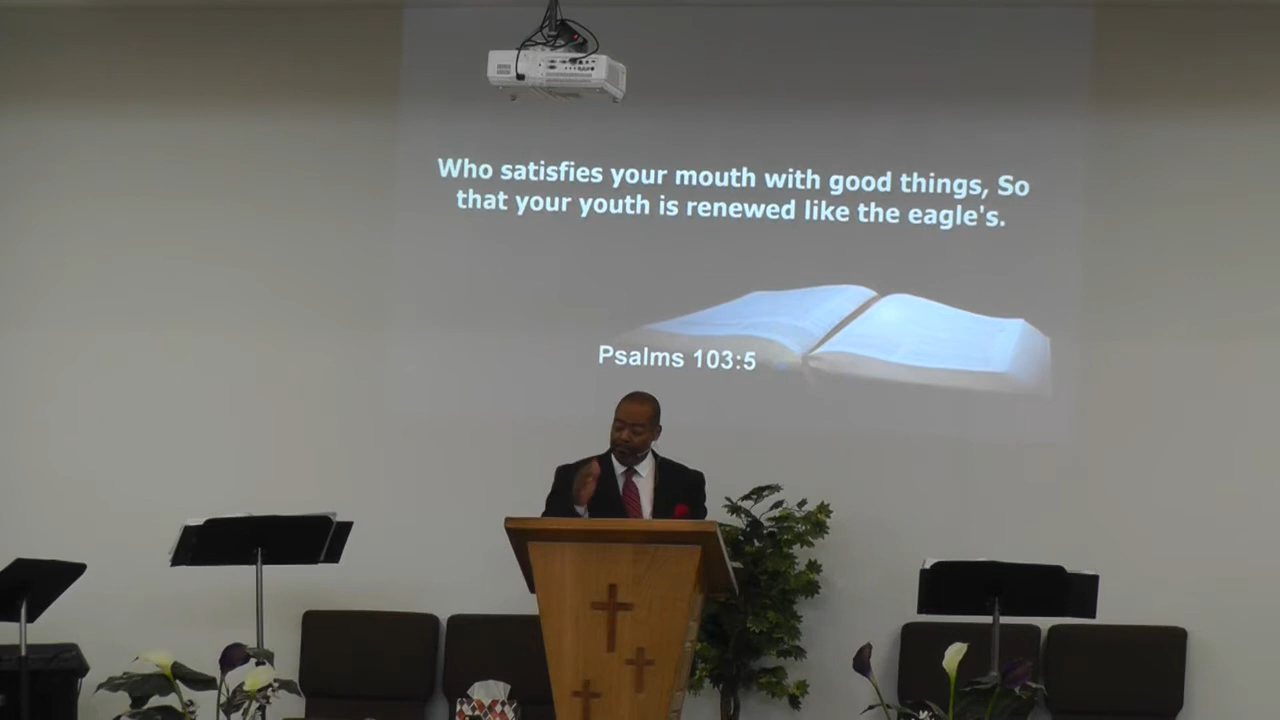 Who satisfies your mouth with good things, So
that your youth is renewed like the eagle's.
Psalms 103:5